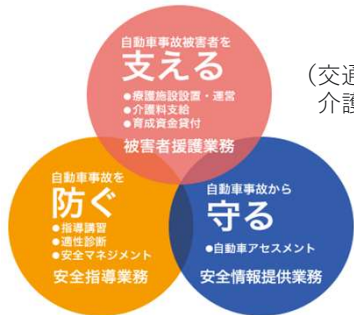 自動車事故被害者を
支える
●療護施設設置・運営
●介護料支給
●育成資金貸付
被害者援護業務
（交通
介護
自動車事故を
防ぐ
●指導講習
●適性診断
●安全マネジメント
安全指導業務
自動車事故から
守る
●自動車アセスメント
安全情報提供業務